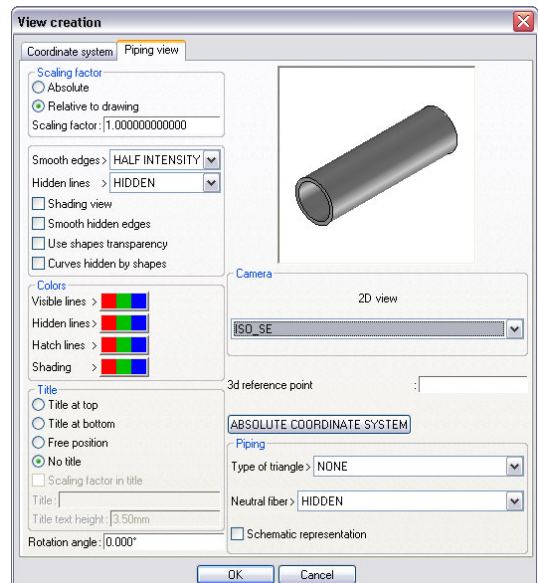 View creation
Coordinate system
Piping view
Scaling factor
Absolute
Relative to drawing
Scaling factor: 1.000000000000
Smooth edges> HALF INTENSITY
Hidden lines > HIDDEN
Shading view
Smooth hidden edges
Use shapes transparency
Curves hidden by shapes
Colors
Visible lines >
Hidden lines>
Hatch lines >
Shading >
Title
Title at top
Title at bottom
Free position
No title
Scaling factor in title
Title:
Title text height: 3.50mm
Rotation angle: 0.000°
Camera
2D view
ISO_SE
3d reference point :
ABSOLUTE COORDINATE SYSTEM
Piping
Type of triangle> NONE
Neutral fiber> HIDDEN
Schematic representation
OK
Cancel